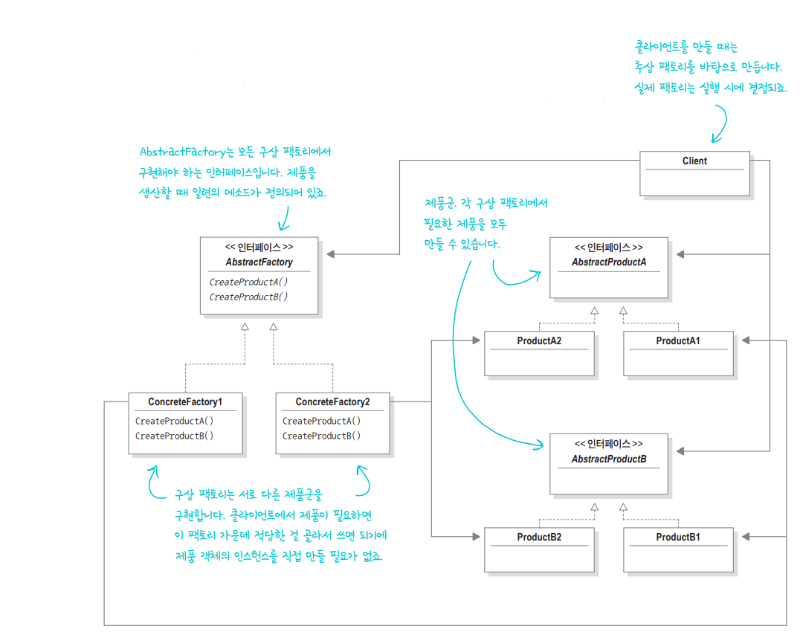 클라이언트를 만들 때는
추상 팩토리를 바탕으로 만듭니다.
실제 팩토리는 실행 시에 결정되죠.
AbstractFactory는 모든 구상 팩토리에서
구현해야 하는 인터페이스입니다. 제품을
생산할 때 일련의 메소드가 정의되어 있죠.
Client
제품군. 각 구상 팩토리에서
필요한 제품을 모두
만들 수 있습니다.
<< 인터페이스 >>
AbstractFactory
CreateProductA()
CreateProductB()
<< 인터페이스 >>
AbstractProductA
ProductA2
ProductA1
ConcreteFactory1
CreateProductA()
CreateProductB()
ConcreteFactory2
CreateProductA()
CreateProductB()
<< 인터페이스 >>
AbstractProductB
구상 팩토리는 서로 다른 제품군을
구현합니다. 클라이언트에서 제품이 필요하면
이 팩토리 가운데 적당한 걸 골라서 쓰면 되기에
제품 객체의 인스턴스를 직접 만들 필요가 없죠.
ProductB2
ProductB1